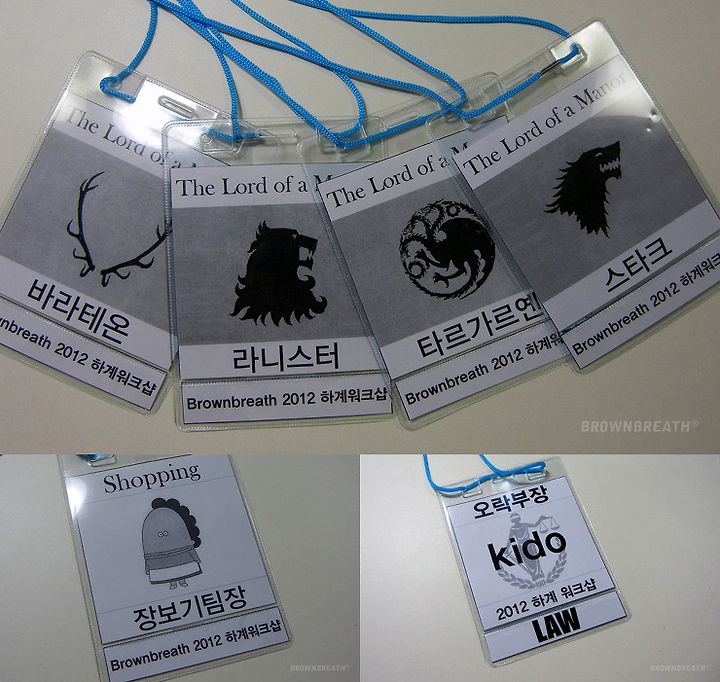 The Lord of a M
바라테온
wnbreath 2012 하계워크샵
The Lord of a M
라니스터
Brownbreath 2012 하계워크샵
The Lord of a M
타르가르옌
Brownbreath 2012 하계워크
The Lord of a Manor
스타크
Brownbreath 2012 하계워크샵
BROWNBREATH®
Shopping
장보기팀장
Brownbreath 2012 하계워크샵
BROWNBREATH®
오락부장
kido
2012 하계 워크샵
LAW
BROWNBREATH®